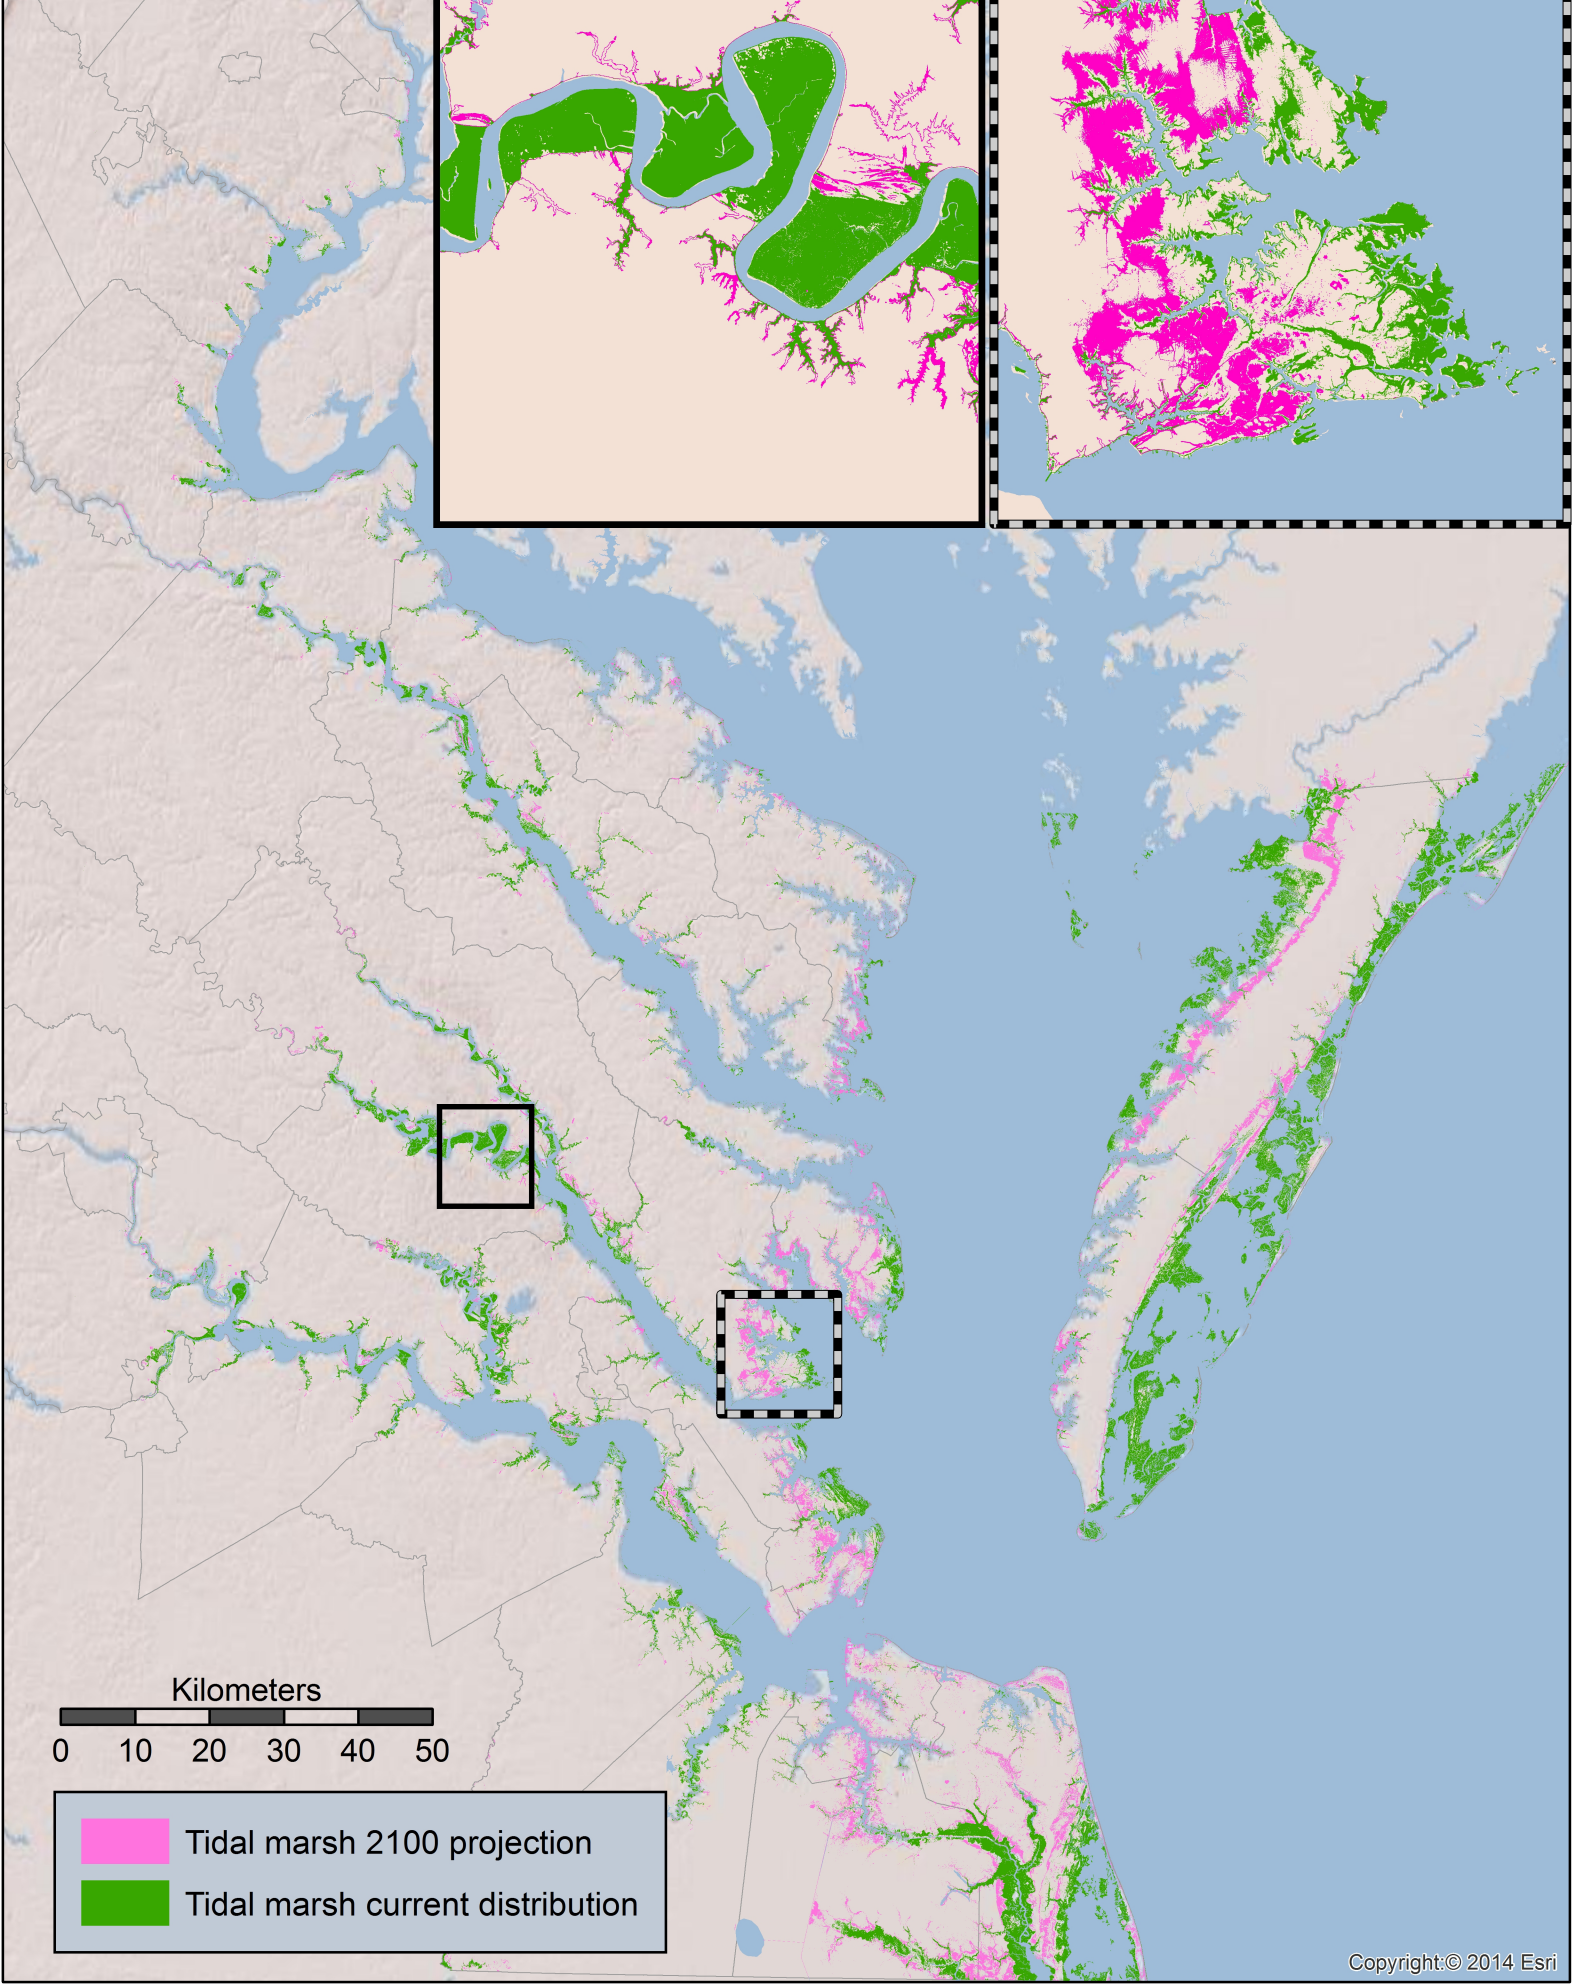 Kilometers
0 10 20 30 40 50
Tidal marsh 2100 projection
Tidal marsh current distribution
Copyright:© 2014 Esri